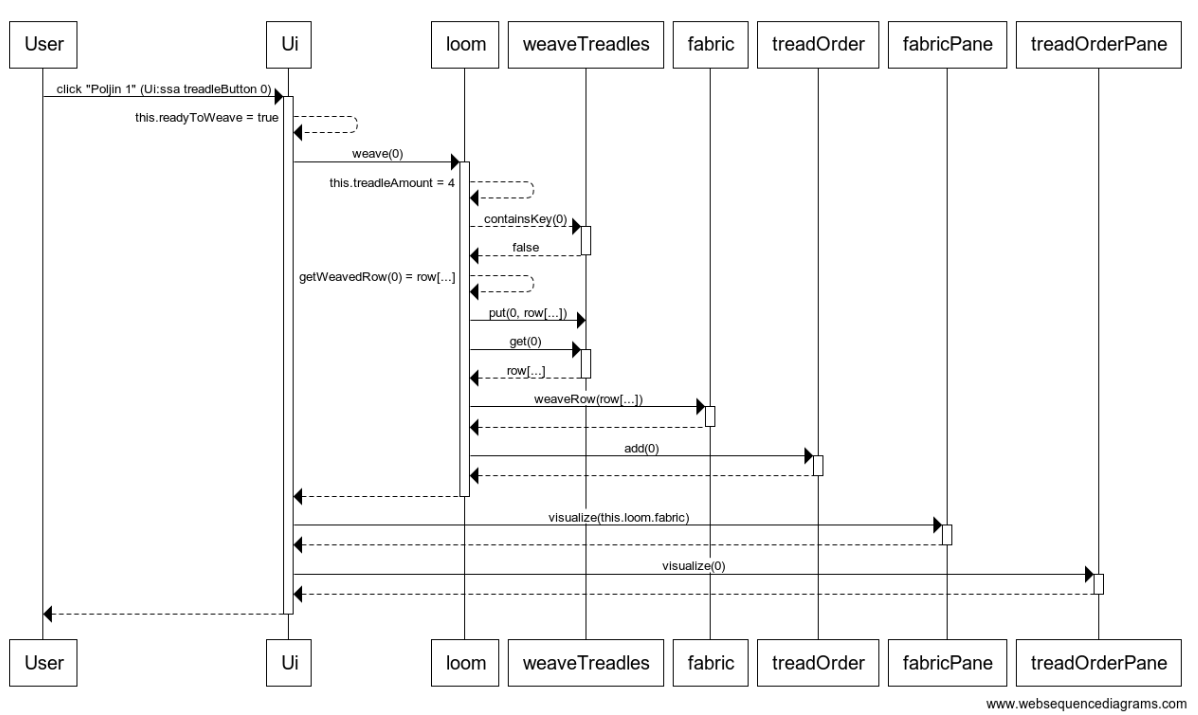 User Ui loom weaveTreadles fabric treadOrder fabricPane treadOrderPane
click "Poljin 1" (Ui:ssa treadleButton 0)
this.readyToWeave = true
weave(0)
this.treadleAmount = 4
containsKey(0)
false
getWeavedRow(0) = row[...]
put(0, row[...])
get(0)
row[...]
weaveRow(row[...])
add(0)
visualize(this.loom.fabric)
visualize(0)
User Ui loom weaveTreadles fabric treadOrder fabricPane treadOrderPane
www.websequencediagrams.com